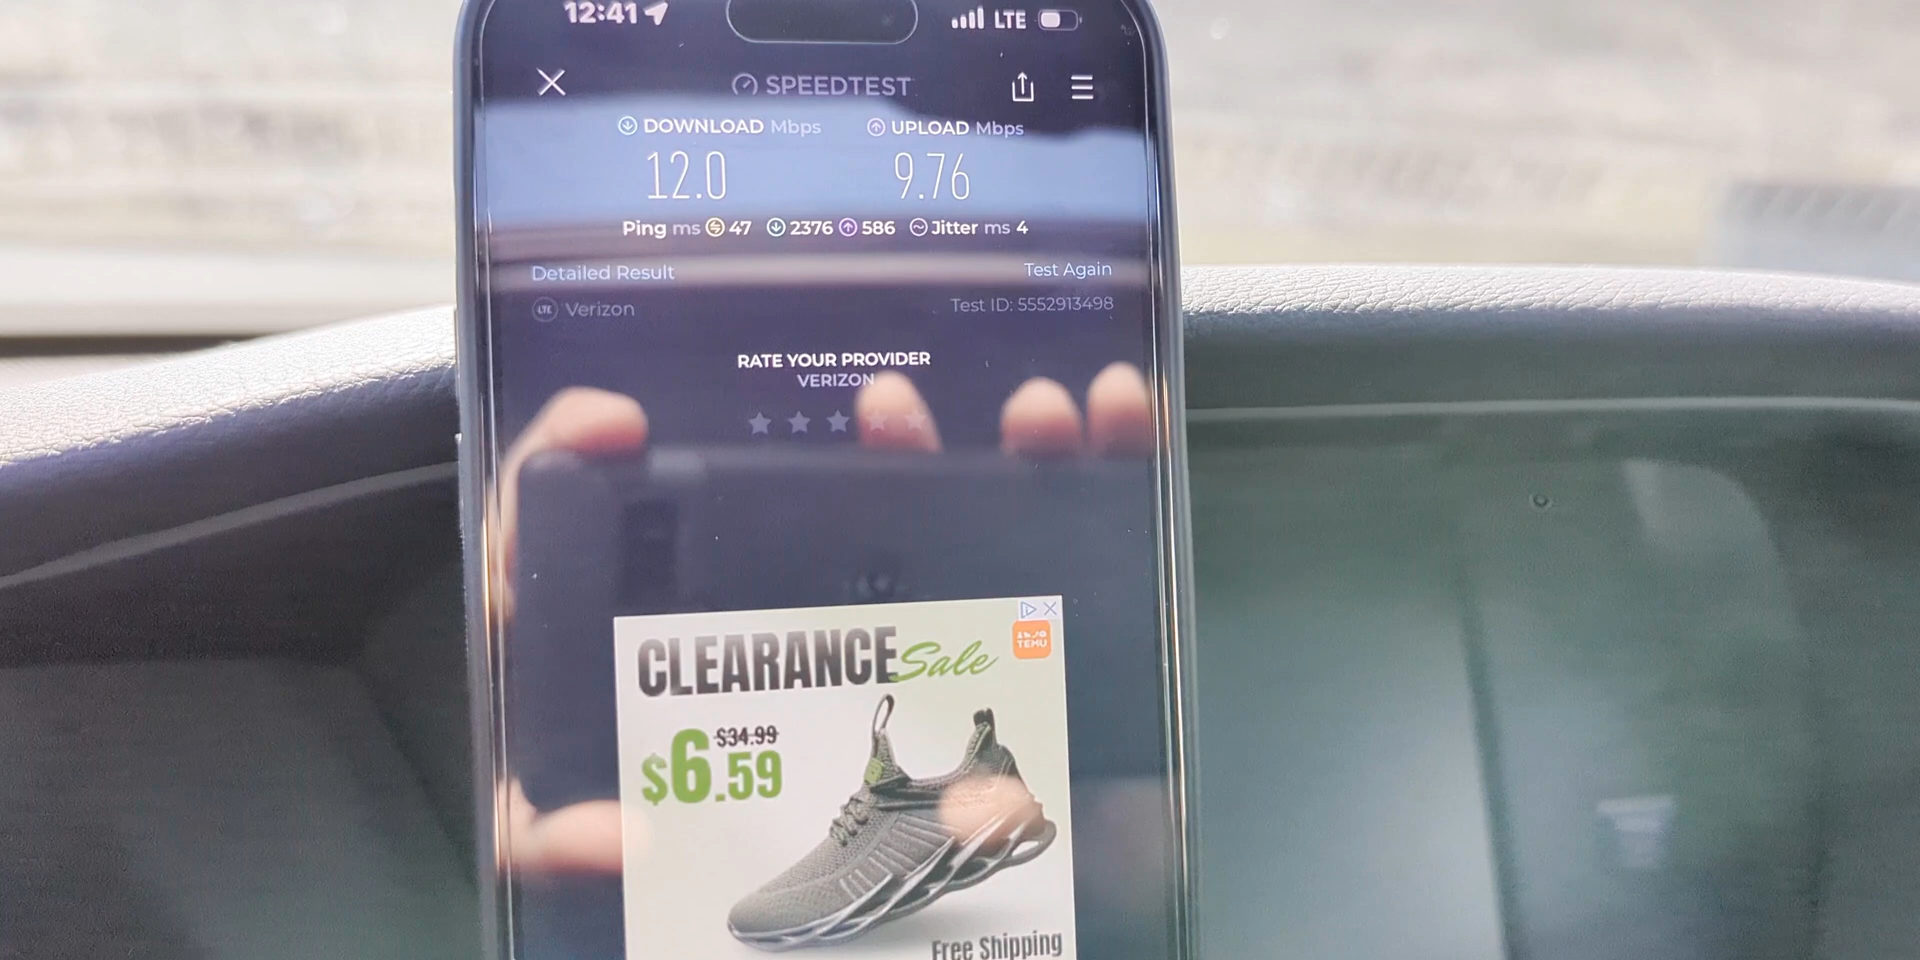 12:41 LTE
SPEEDTEST
DOWNLOAD Mbps UPLOAD Mbps
12.0 9.76
Ping ms 47 2376 586 Jitter ms 4
Detailed Result Test Again
LTE Verizon Test ID: 5552913498
RATE YOUR PROVIDER
VERIZON
CLEARANCE Sale
TEMU
$34.99
$6.59
Free Shipping